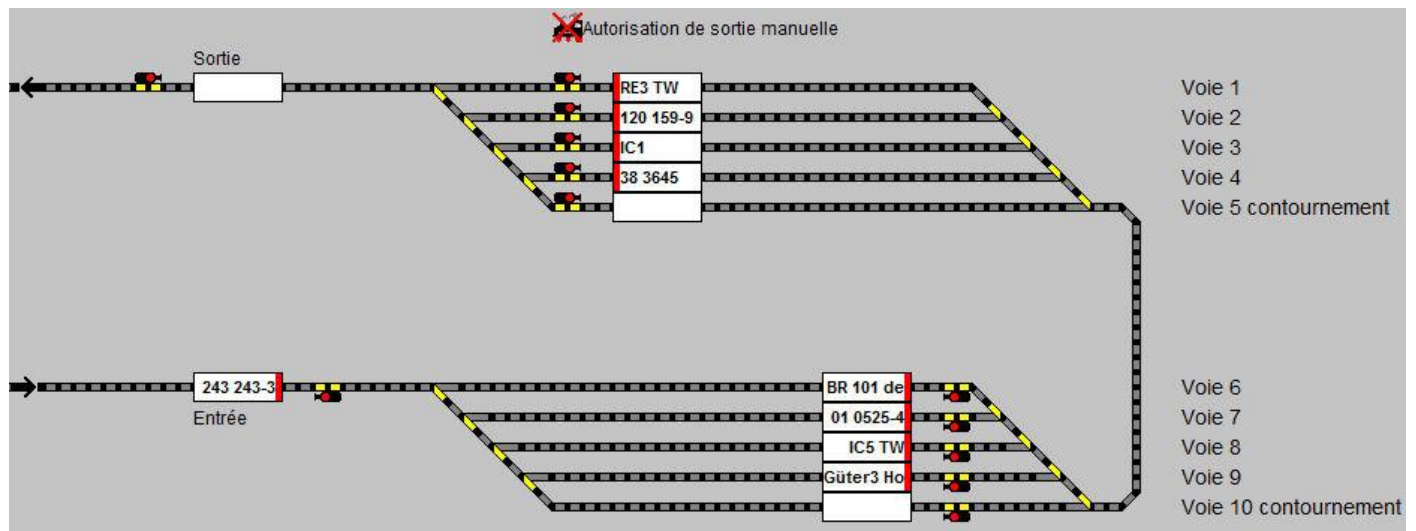 Autorisation de sortie manuelle
Sortie
RE3 TW
Voie 1
120 159-9
Voie 2
IC1
Voie 3
38 3645
Voie 4
Voie 5 contournement
243 243-3
BR 101 de
Voie 6
Entrée
01 0525-4
Voie 7
IC5 TW
Voie 8
Güter3 Ho
Voie 9
Voie 10 contournement